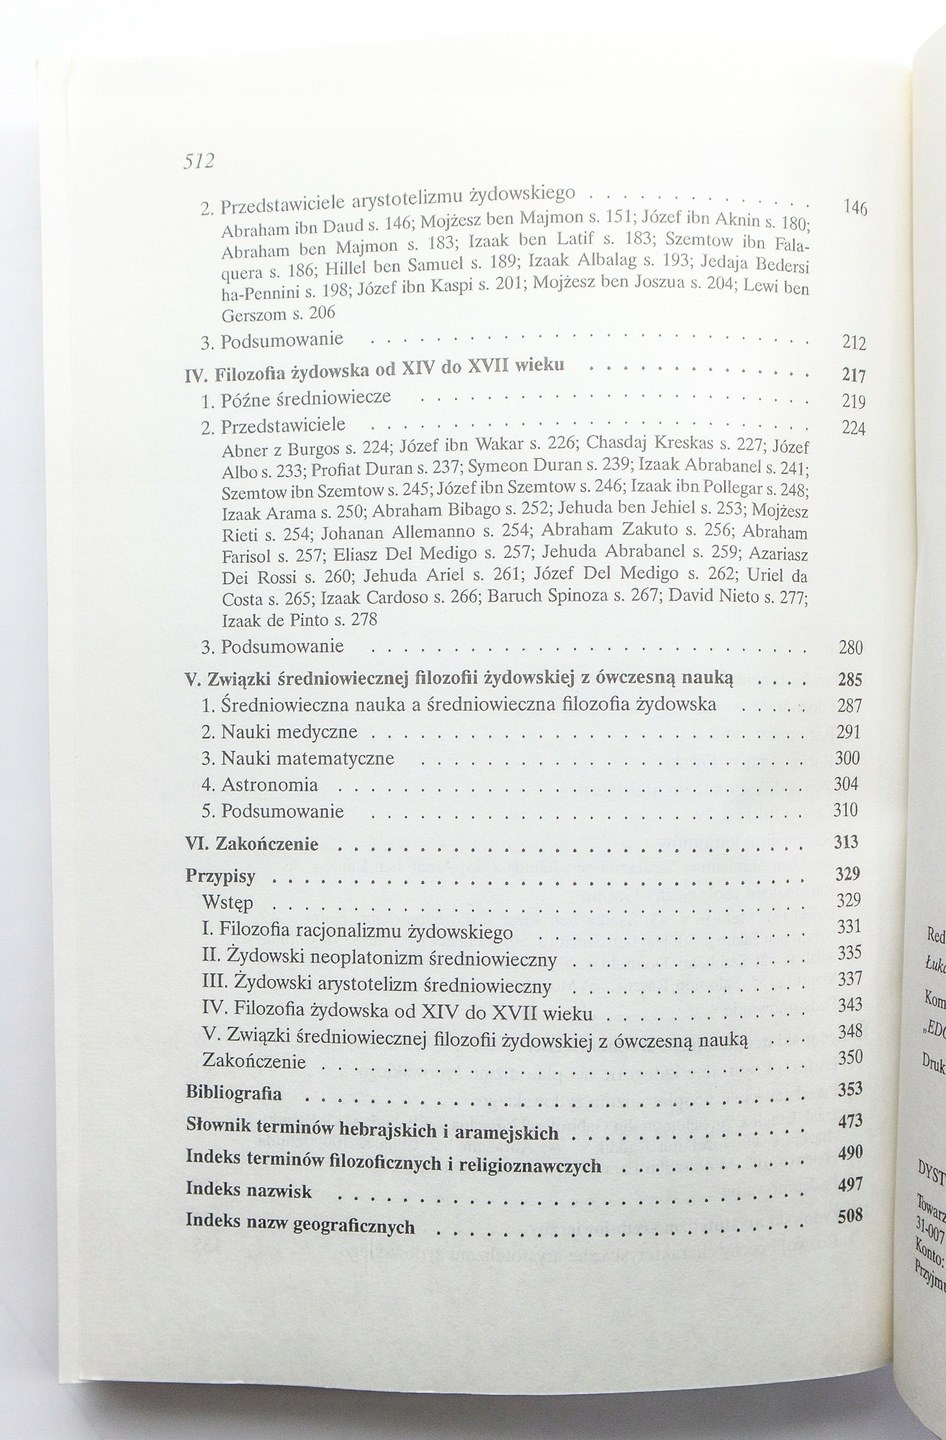 512
2. Przedstawiciele arystotelizmu żydowskiego . . . . . . . . . . . . . . 146
Abraham ibn Daud s. 146; Mojżesz ben Majmon s. 151; Józef ibn Aknin s. 180;
Abraham ben Majmon s. 183; Izaak ben Latif s. 183; Szemtow ibn Fala-
quera s. 186; Hillel ben Samuel s. 189; Izaak Albalag s. 193; Jedaja Bedersi
ha-Pennini s. 198; Józef ibn Kaspi s. 201; Mojżesz ben Joszua s. 204; Lewi ben
Gerszom s. 206
3. Podsumowanie . . . . . . . . . . . . . . . . . . . . . . . . . . . 212
IV. Filozofia żydowska od XIV do XVII wieku . . . . . . . . . . . . . . 217
1. Późne średniowiecze . . . . . . . . . . . . . . . . . . . . . . . . 219
2. Przedstawiciele . . . . . . . . . . . . . . . . . . . . . . . . . . . 224
Abner z Burgos s. 224; Józef ibn Wakar s. 226; Chasdaj Kreskas s. 227; Józef
Albo s. 233; Profiat Duran s. 237; Symeon Duran s. 239; Izaak Abrabanel s. 241;
Szemtow ibn Szemtow s. 245; Józef ibn Szemtow s. 246; Izaak ibn Pollegar s. 248;
Izaak Arama s. 250; Abraham Bibago s. 252; Jehuda ben Jehiel s. 253; Mojżesz
Rieti s. 254; Johanan Allemanno s. 254; Abraham Zakuto s. 256; Abraham
Farisol s. 257; Eliasz Del Medigo s. 257; Jehuda Abrabanel s. 259; Azariasz
Dei Rossi s. 260; Jehuda Ariel s. 261; Józef Del Medigo s. 262; Uriel da
Costa s. 265; Izaak Cardoso s. 266; Baruch Spinoza s. 267; David Nieto s. 277;
Izaak de Pinto s. 278
3. Podsumowanie . . . . . . . . . . . . . . . . . . . . . . . . . . . 280
V. Związki średniowiecznej filozofii żydowskiej z ówczesną nauką . . . . 285
1. Średniowieczna nauka a średniowieczna filozofia żydowska . . . . . 287
2. Nauki medyczne . . . . . . . . . . . . . . . . . . . . . . . . . . . 291
3. Nauki matematyczne . . . . . . . . . . . . . . . . . . . . . . . . 300
4. Astronomia . . . . . . . . . . . . . . . . . . . . . . . . . . . . . 304
5. Podsumowanie . . . . . . . . . . . . . . . . . . . . . . . . . . . 310
VI. Zakończenie . . . . . . . . . . . . . . . . . . . . . . . . . . . . . 313
Przypisy . . . . . . . . . . . . . . . . . . . . . . . . . . . . . . . . . 329
Wstęp . . . . . . . . . . . . . . . . . . . . . . . . . . . . . . . . . 329
I. Filozofia racjonalizmu żydowskiego . . . . . . . . . . . . . . . . . 331
II. Żydowski neoplatonizm średniowieczny . . . . . . . . . . . . . . . 335
III. Żydowski arystotelizm średniowieczny . . . . . . . . . . . . . . . 337
IV. Filozofia żydowska od XIV do XVII wieku . . . . . . . . . . . . . 343
V. Związki średniowiecznej filozofii żydowskiej z ówczesną nauką . . . 348
Zakończenie . . . . . . . . . . . . . . . . . . . . . . . . . . . . . . 350
Bibliografia . . . . . . . . . . . . . . . . . . . . . . . . . . . . . . . 353
Słownik terminów hebrajskich i aramejskich . . . . . . . . . . . . . . . 473
Indeks terminów filozoficznych i religioznawczych . . . . . . . . . . . . 490
Indeks nazwisk . . . . . . . . . . . . . . . . . . . . . . . . . . . . . 497
Indeks nazw geograficznych . . . . . . . . . . . . . . . . . . . . . . . 508
Red
Łuka
Kom
„EDO
Druk
DYST
Towarz
31-007
Konto:
Przyjmu